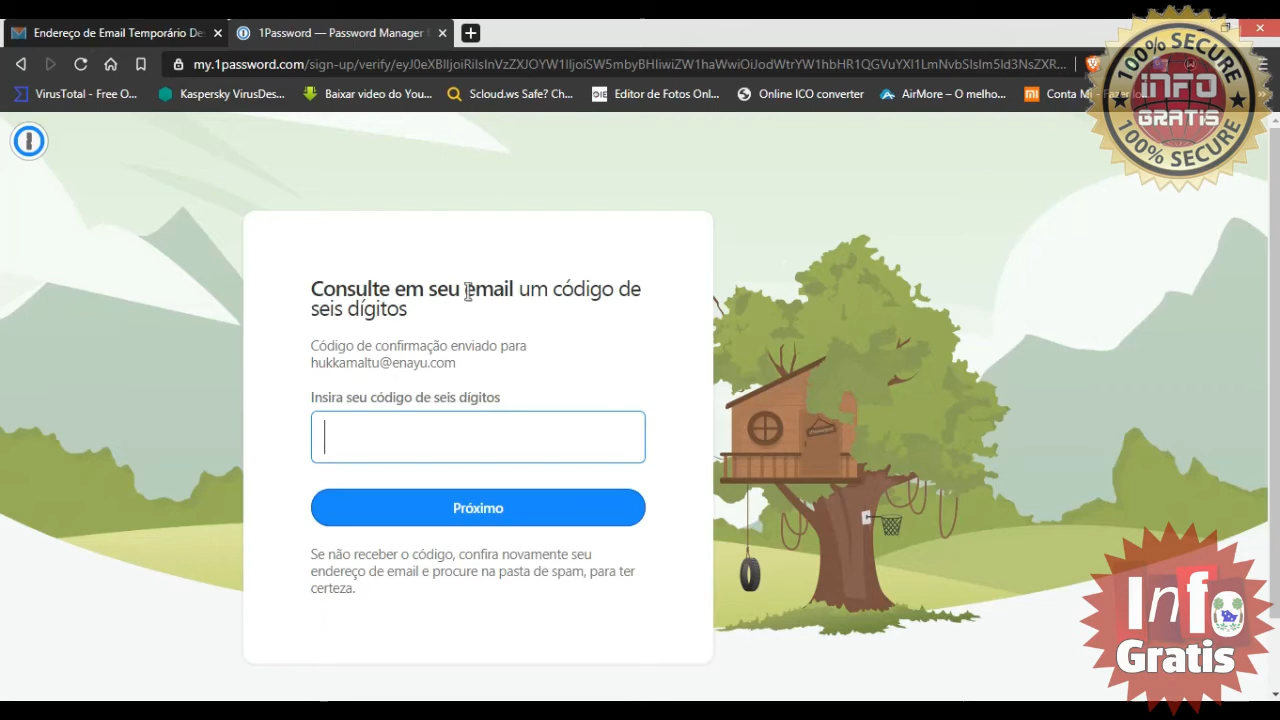 Endereço de Email Temporário De
1Password — Password Manager
my.1password.com/sign-up/verify/
VirusTotal - Free O...
Kaspersky VirusDes...
Baixar video do You...
Scloud.ws Safe? Ch...
Editor de Fotos Onl...
Online ICO converter
AirMore – O melho...
Conta Mi - Fazer lo
100% SECURE
INFO
GRATIS
100% SECURE
Consulte em seu email um código de
seis dígitos
Código de confirmação enviado para
hukkamaltu@enayu.com
Insira seu código de seis dígitos
Próximo
Se não receber o código, confira novamente seu
endereço de email e procure na pasta de spam, para ter
certeza.
Info
Gratis